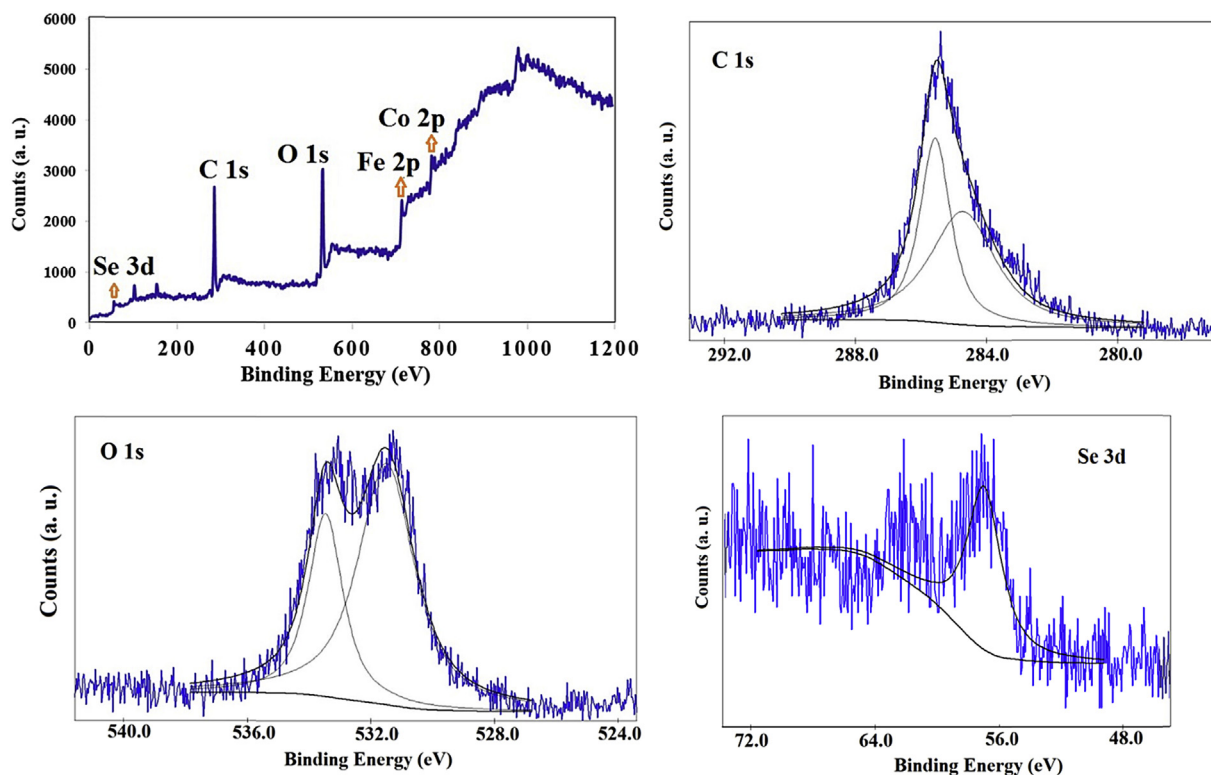 6000
5000
4000
3000
2000
1000
0
Counts (a. u.)
Se 3d
C 1s
O 1s
Fe 2p
Co 2p
0 200 400 600 800 1000 1200
Binding Energy (eV)
C 1s
Counts (a. u.)
292.0 288.0 284.0 280.0
Binding Energy (eV)
O 1s
Counts (a. u.)
540.0 536.0 532.0 528.0 524.0
Binding Energy (eV)
Se 3d
Counts (a. u.)
72.0 64.0 56.0 48.0
Binding Energy (eV)